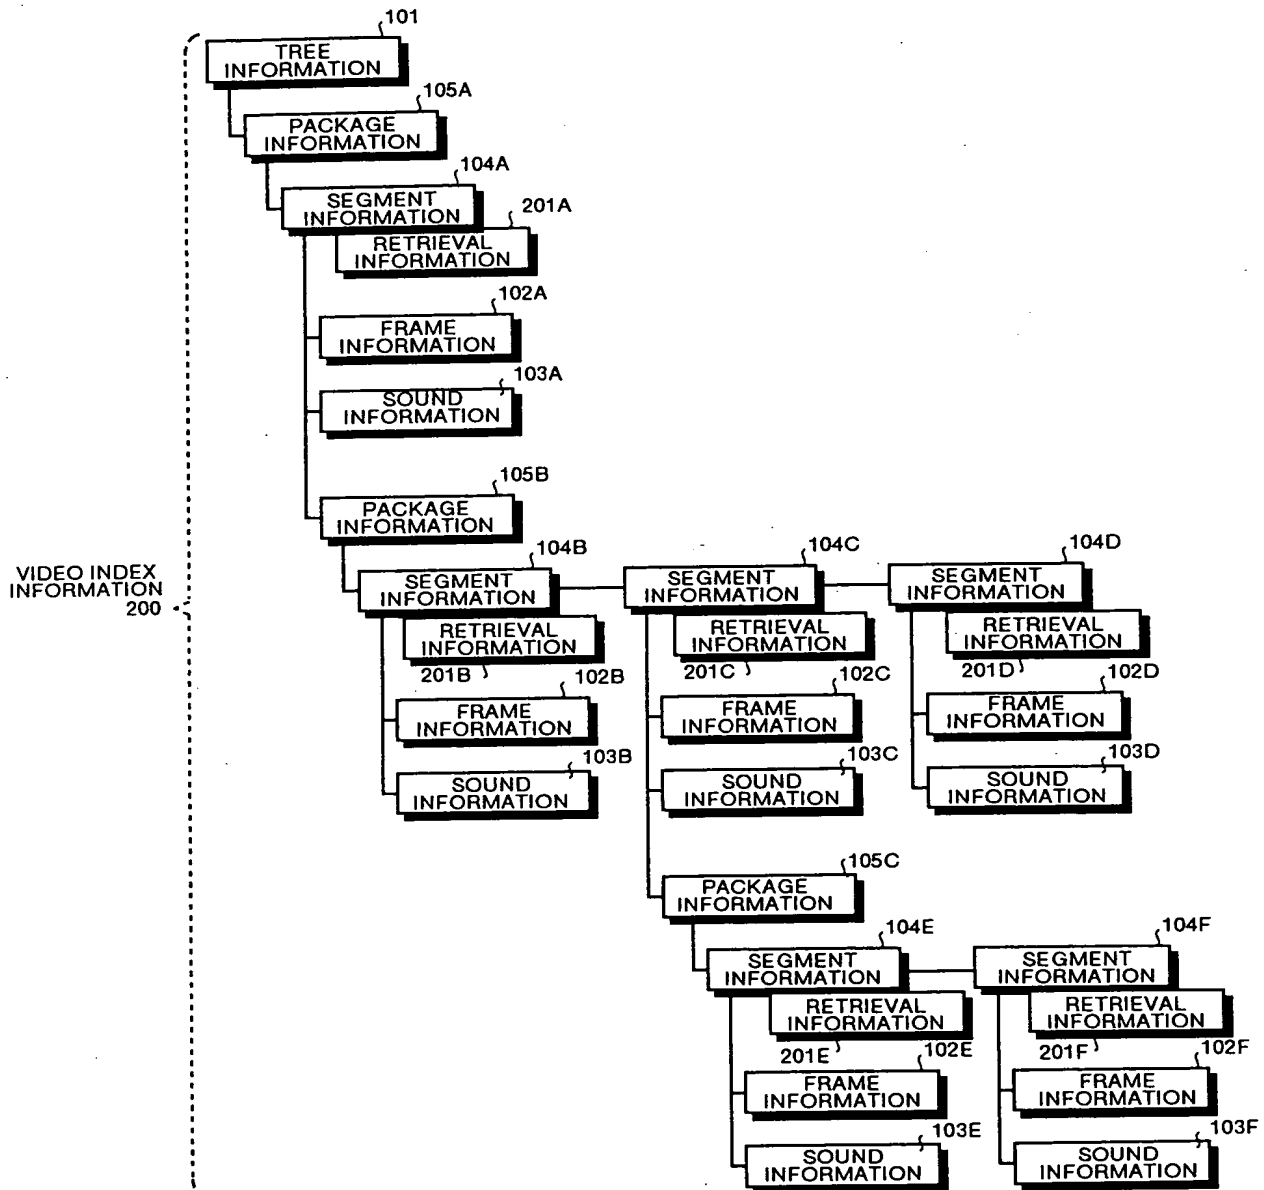 101
TREE
INFORMATION
105A
PACKAGE
INFORMATION
104A
SEGMENT
INFORMATION
201A
RETRIEVAL
INFORMATION
102A
FRAME
INFORMATION
103A
SOUND
INFORMATION
105B
PACKAGE
INFORMATION
VIDEO INDEX
INFORMATION
200
104B
SEGMENT
INFORMATION
RETRIEVAL
INFORMATION
201B
102B
FRAME
INFORMATION
103B
SOUND
INFORMATION
104C
SEGMENT
INFORMATION
RETRIEVAL
INFORMATION
201C
102C
FRAME
INFORMATION
103C
SOUND
INFORMATION
104D
SEGMENT
INFORMATION
RETRIEVAL
INFORMATION
201D
102D
FRAME
INFORMATION
103D
SOUND
INFORMATION
105C
PACKAGE
INFORMATION
104E
SEGMENT
INFORMATION
RETRIEVAL
INFORMATION
201E
102E
FRAME
INFORMATION
103E
SOUND
INFORMATION
104F
SEGMENT
INFORMATION
RETRIEVAL
INFORMATION
201F
102F
FRAME
INFORMATION
103F
SOUND
INFORMATION